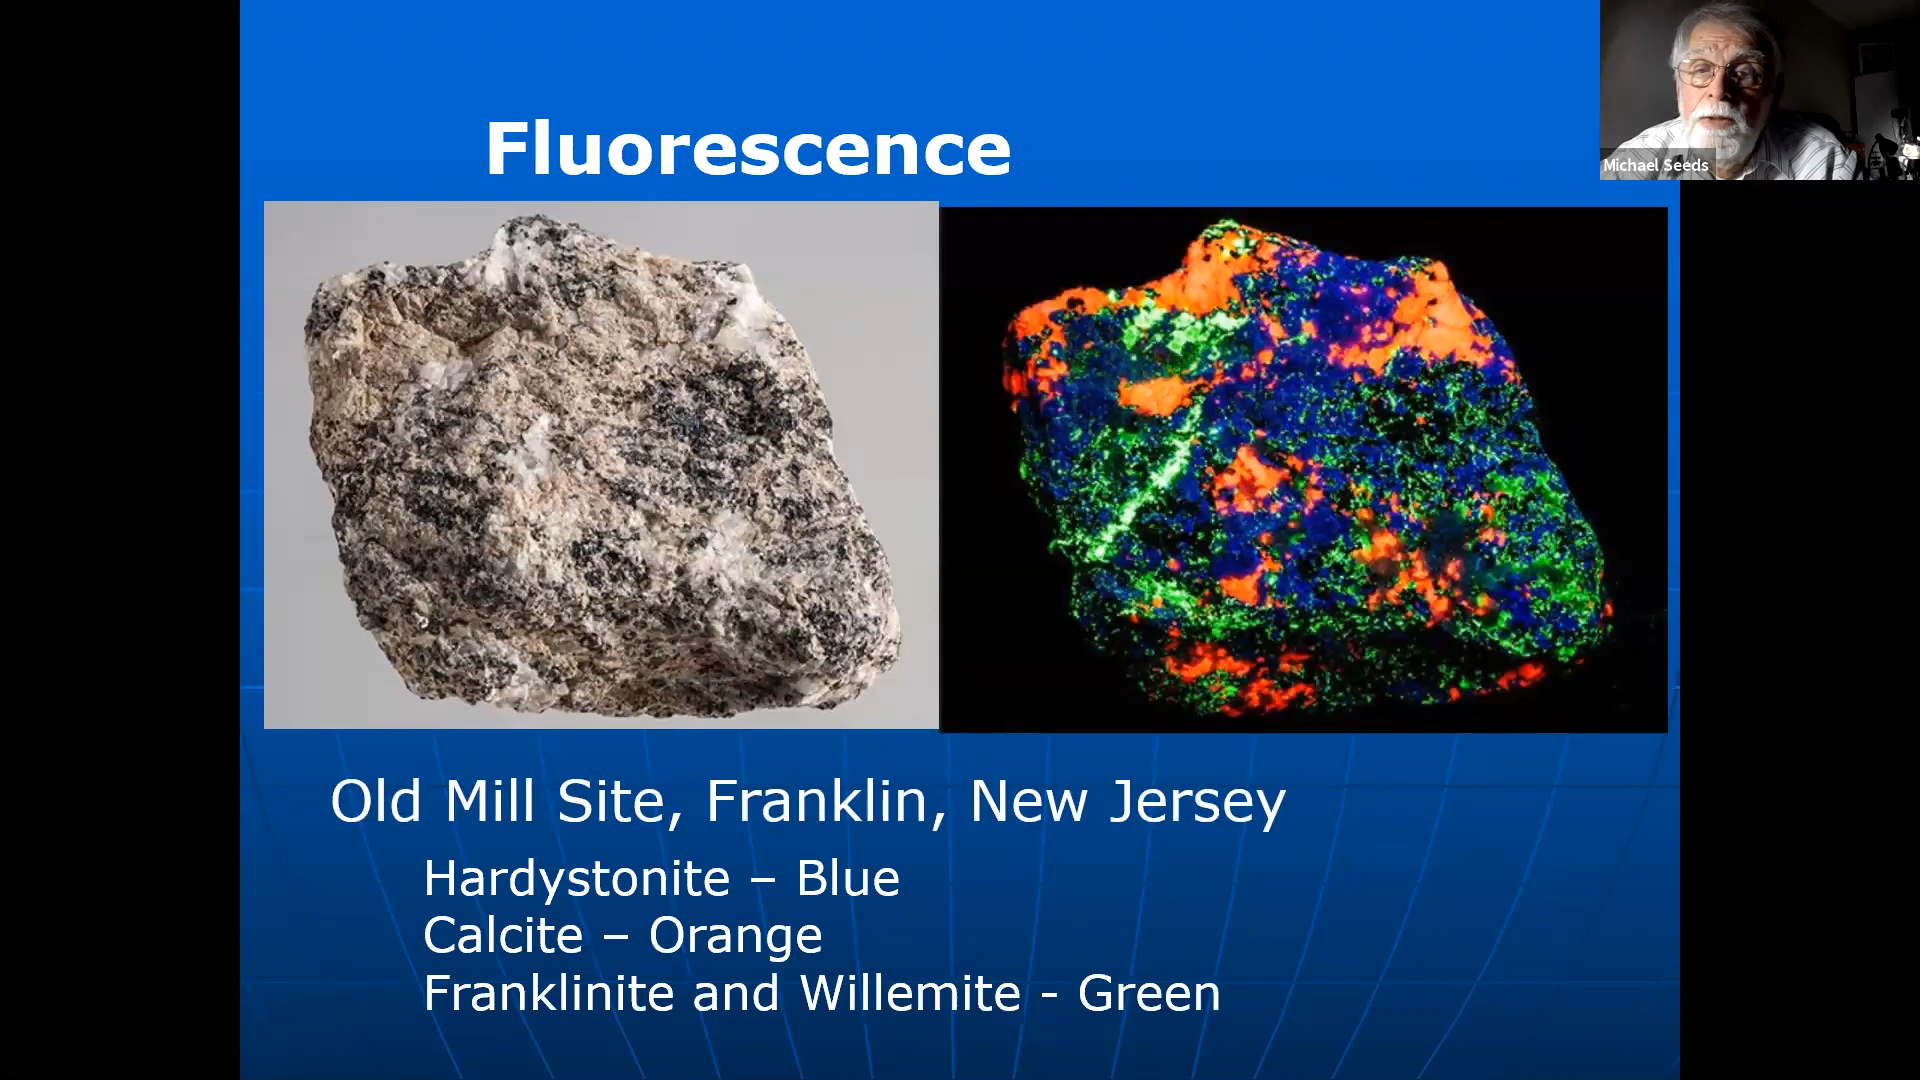 Fluorescence
Michael Seeds
Old Mill Site, Franklin, New Jersey
Hardystonite – Blue
Calcite – Orange
Franklinite and Willemite - Green